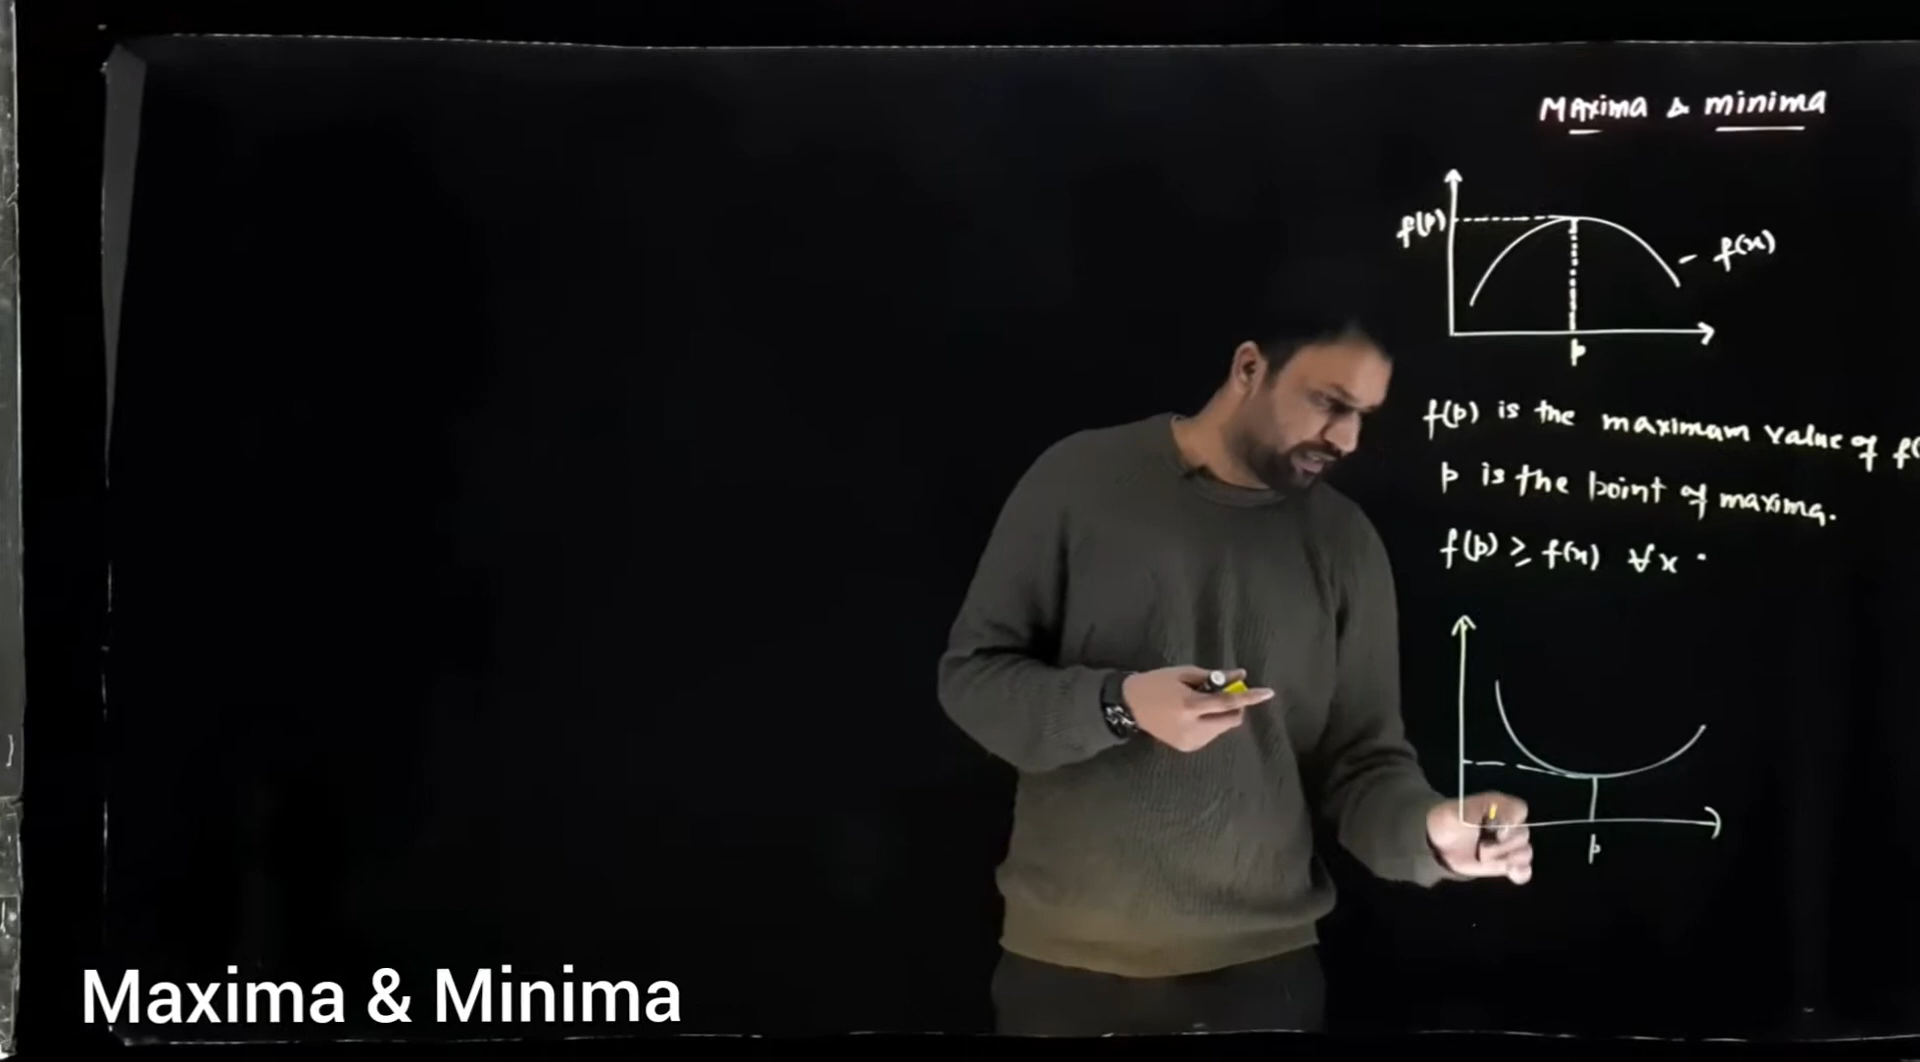 Maxima & minima
f(p)
f(x)
p
f(p) is the maximam value of f(
p is the point of maxima.
f(p) ≥ f(x) ∀x .
p
Maxima & Minima